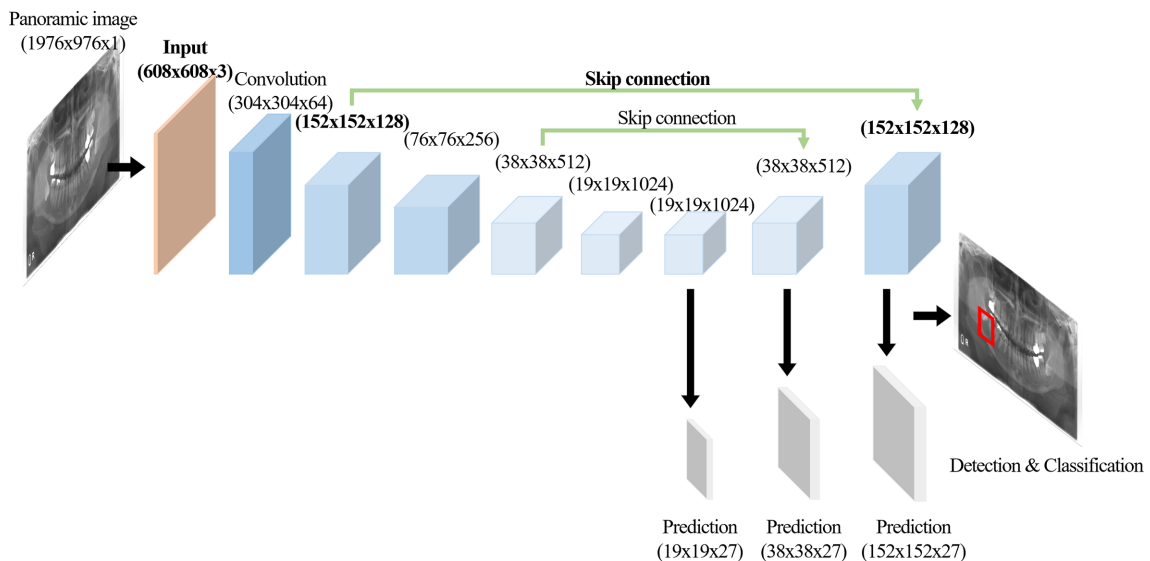 Panoramic image
(1976x976x1)
Input
(608x608x3)
Convolution
(304x304x64)
(152x152x128)
(76x76x256)
(38x38x512)
(19x19x1024)
(19x19x1024)
(38x38x512)
(152x152x128)
Skip connection
Skip connection
Detection & Classification
Prediction
(19x19x27)
Prediction
(38x38x27)
Prediction
(152x152x27)